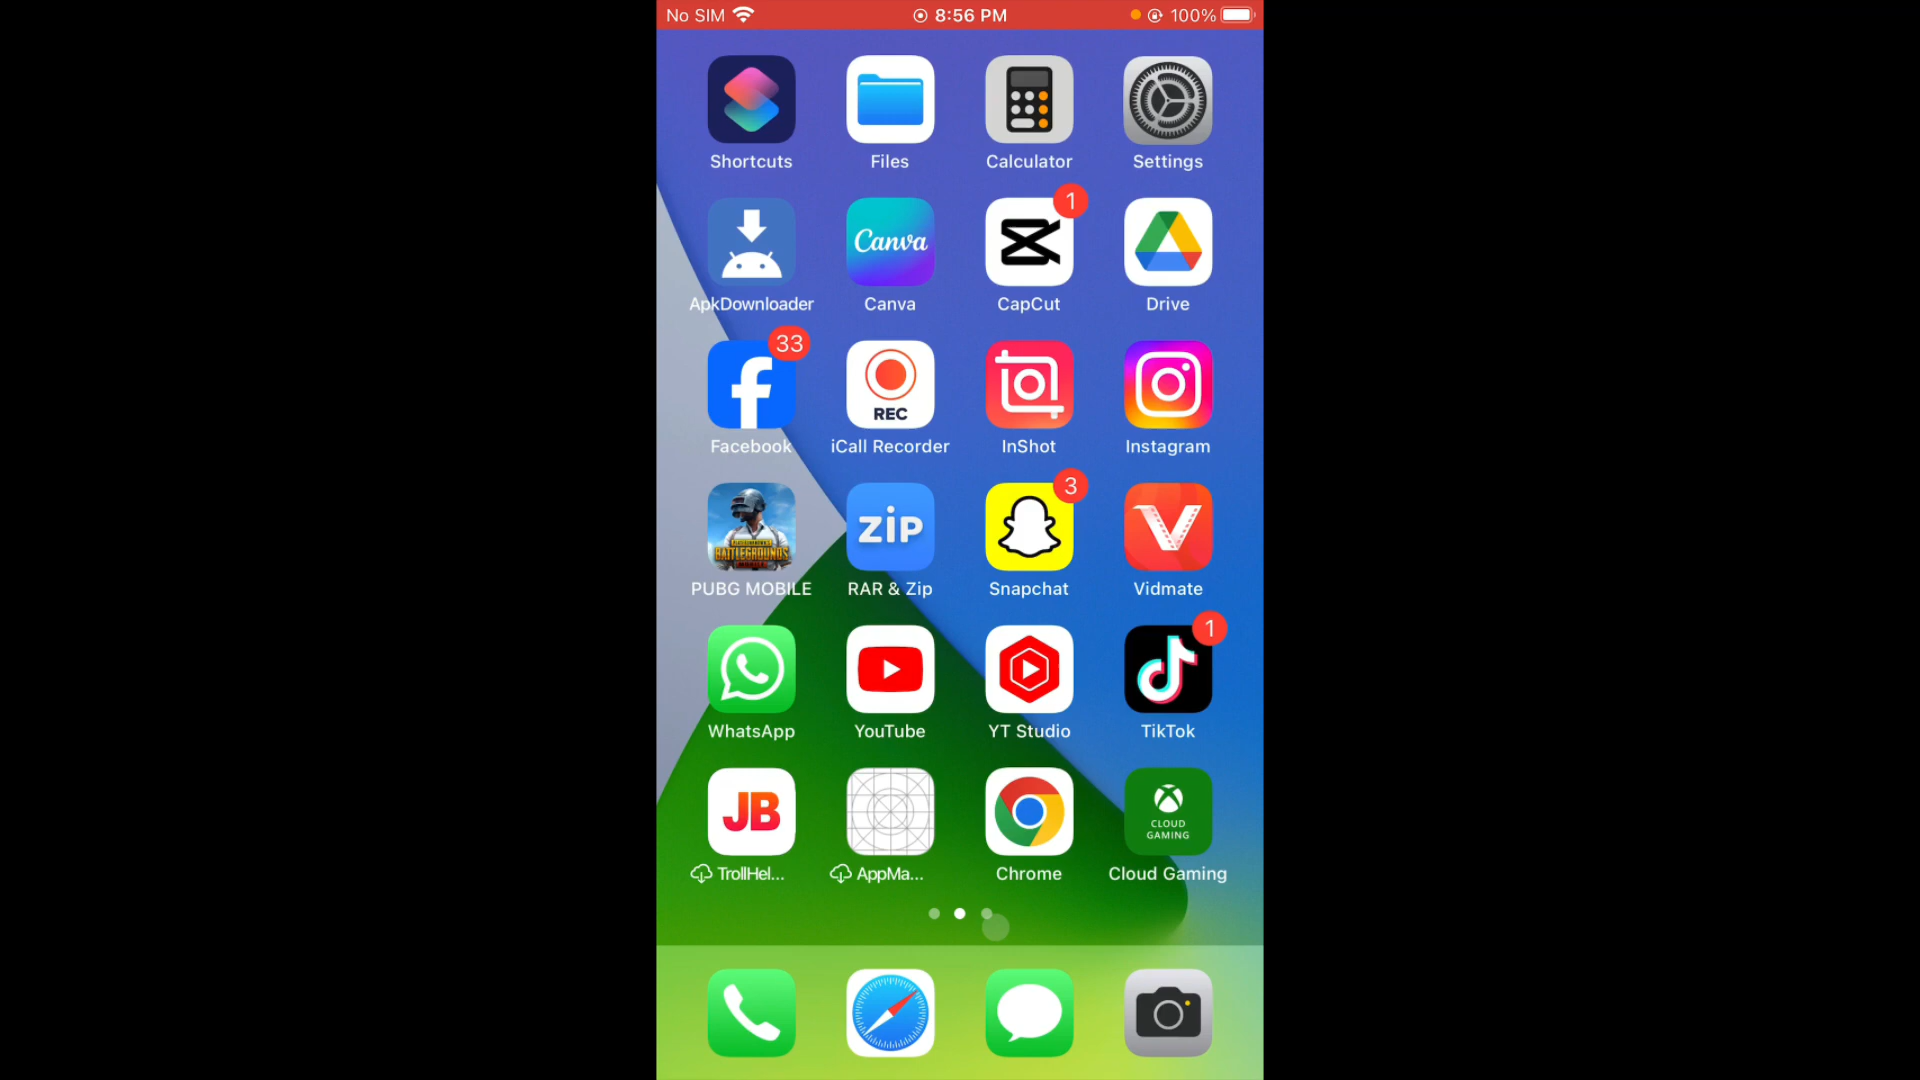 No SIM 8:56 PM 100%
Shortcuts Files Calculator Settings
1
Canva
ApkDownloader Canva CapCut Drive
33
REC
Facebook iCall Recorder InShot Instagram
3
BATTLEGROUNDS zip
PUBG MOBILE RAR & Zip Snapchat Vidmate
1
WhatsApp YouTube YT Studio TikTok
JB CLOUD
GAMING
TrollHel... AppMa... Chrome Cloud Gaming